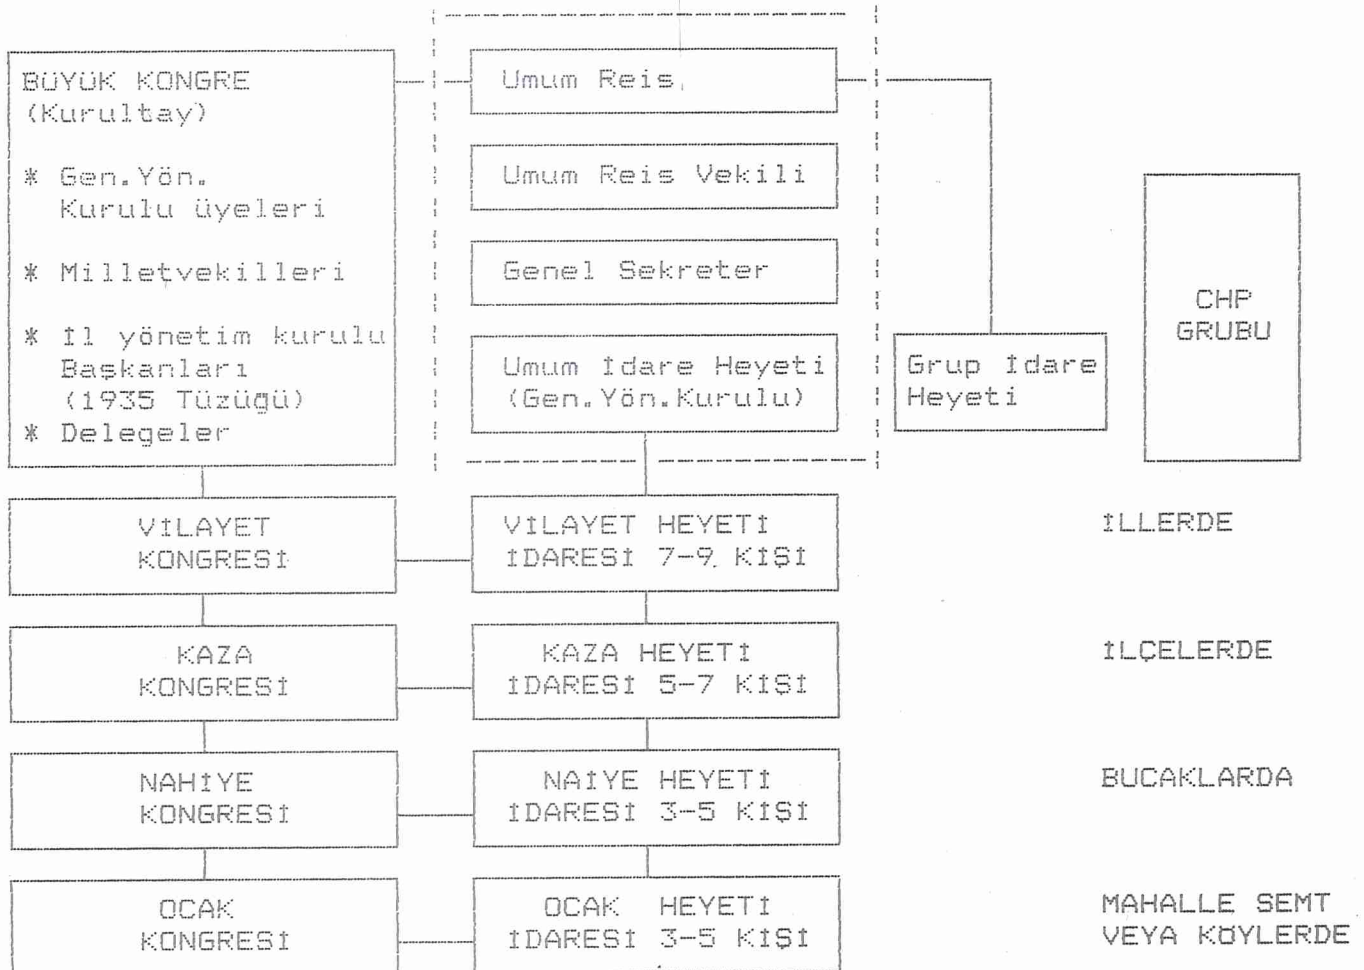 BÜYÜK KONGRE
(Kurultay)
* Gen.Yön.
Kurulu üyeleri
* Milletvekilleri
* İl yönetim kurulu
Başkanları
(1935 Tüzüğü)
* Delegeler
Umum Reis
Umum Reis Vekili
Genel Sekreter
Umum İdare Heyeti
(Gen.Yön.Kurulu)
Grup İdare
Heyeti
CHP
GRUBU
VİLAYET
KONGRESİ
VİLAYET HEYETİ
İDARESİ 7-9 KİŞİ
İLLERDE
KAZA
KONGRESİ
KAZA HEYETİ
İDARESİ 5-7 KİŞİ
İLÇELERDE
NAHİYE
KONGRESİ
NAİYE HEYETİ
İDARESİ 3-5 KİŞİ
BUCAKLARDA
OCAK
KONGRESİ
OCAK HEYETİ
İDARESİ 3-5 KİŞİ
MAHALLE SEMT
VEYA KÖYLERDE